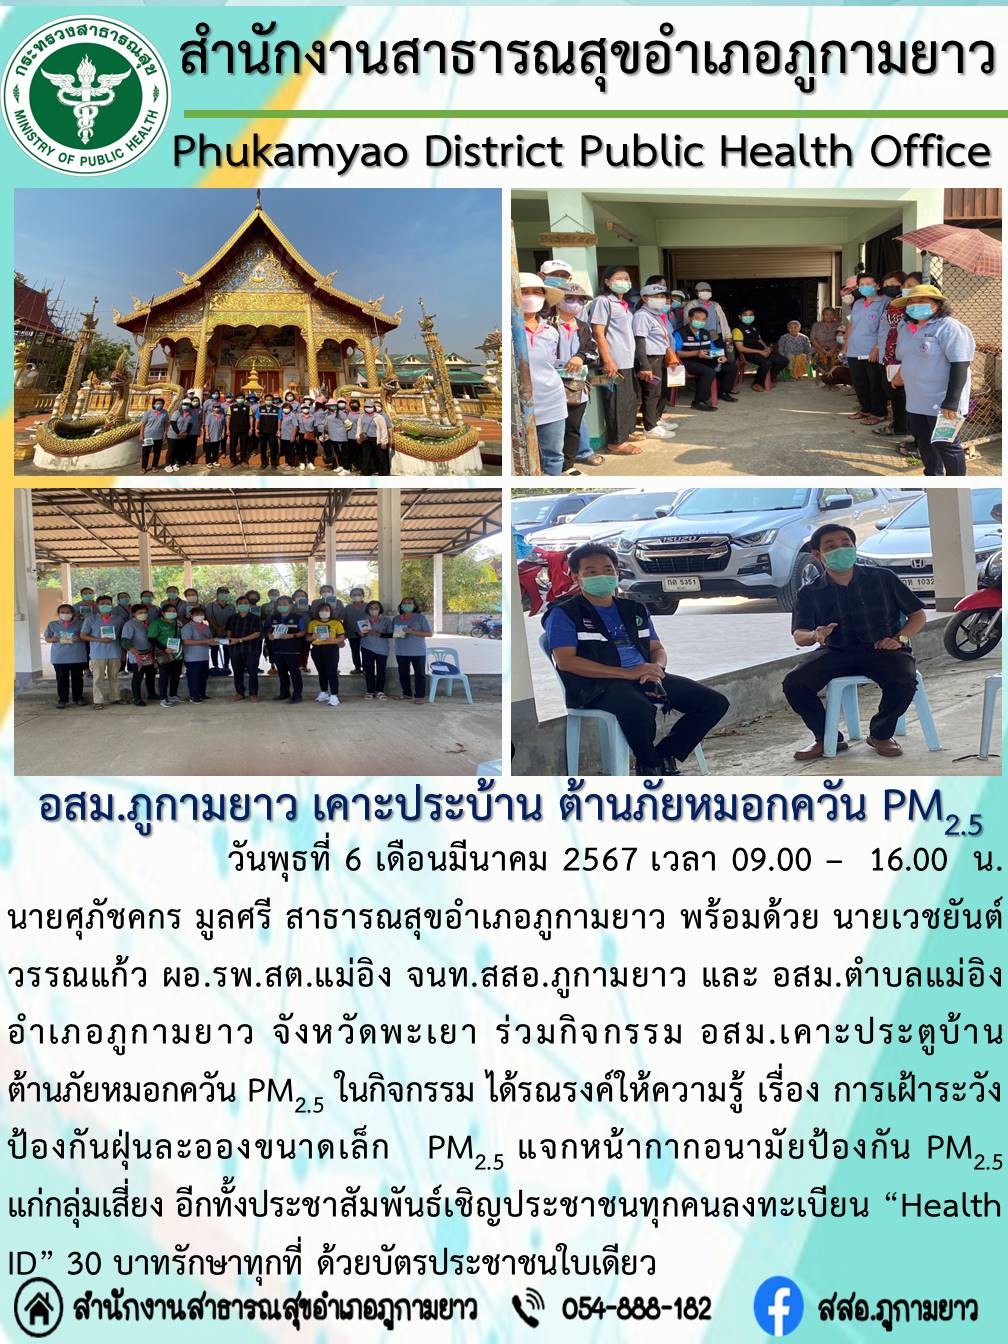 สำนักงานสาธารณสุขอำเภอภูกามยาว
Phukamyao District Public Health Office
กระทรวงสาธารณสุข
MINISTRY OF PUBLIC HEALTH
ISUZU
กต 5351
1032
อสม.ภูกามยาว เคาะประบ้าน ต้านภัยหมอกควัน PM2.5
วันพุธที่ 6 เดือนมีนาคม 2567 เวลา 09.00 – 16.00 น.
นายศุภัชคกร มูลศรี สาธารณสุขอำเภอภูกามยาว พร้อมด้วย นายเวชยันต์
วรรณแก้ว ผอ.รพ.สต.แม่อิง จนท.สสอ.ภูกามยาว และ อสม.ตำบลแม่อิง
อำเภอภูกามยาว จังหวัดพะเยา ร่วมกิจกรรม อสม.เคาะประตูบ้าน
ต้านภัยหมอกควัน PM2.5 ในกิจกรรม ได้รณรงค์ให้ความรู้ เรื่อง การเฝ้าระวัง
ป้องกันฝุ่นละอองขนาดเล็ก PM2.5 แจกหน้ากากอนามัยป้องกัน PM2.5
แก่กลุ่มเสี่ยง อีกทั้งประชาสัมพันธ์เชิญประชาชนทุกคนลงทะเบียน “Health
ID” 30 บาทรักษาทุกที่ ด้วยบัตรประชาชนใบเดียว
สำนักงานสาธารณสุขอำเภอภูกามยาว 054-888-182 สสอ.ภูกามยาว